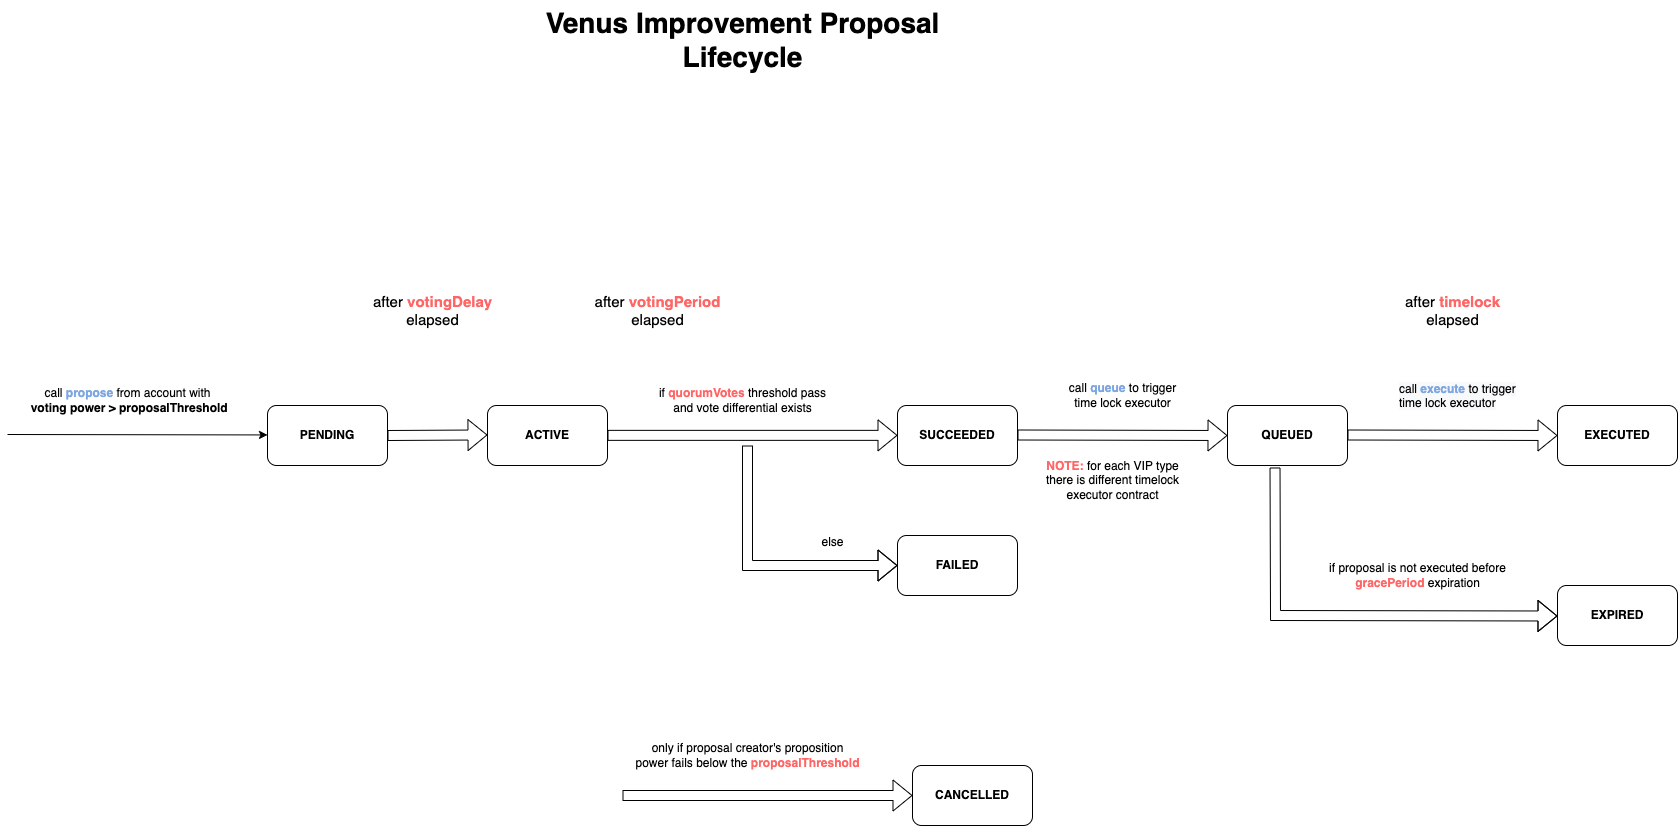 Venus Improvement Proposal
Lifecycle
after votingDelay
elapsed
after votingPeriod
elapsed
after timelock
elapsed
call propose from account with
voting power > proposalThreshold
if quorumVotes threshold pass
and vote differential exists
call queue to trigger
time lock executor
call execute to trigger
time lock executor
PENDING
ACTIVE
SUCCEEDED
QUEUED
EXECUTED
NOTE: for each VIP type
there is different timelock
executor contract
else
FAILED
if proposal is not executed before
gracePeriod expiration
EXPIRED
only if proposal creator's proposition
power fails below the proposalThreshold
CANCELLED